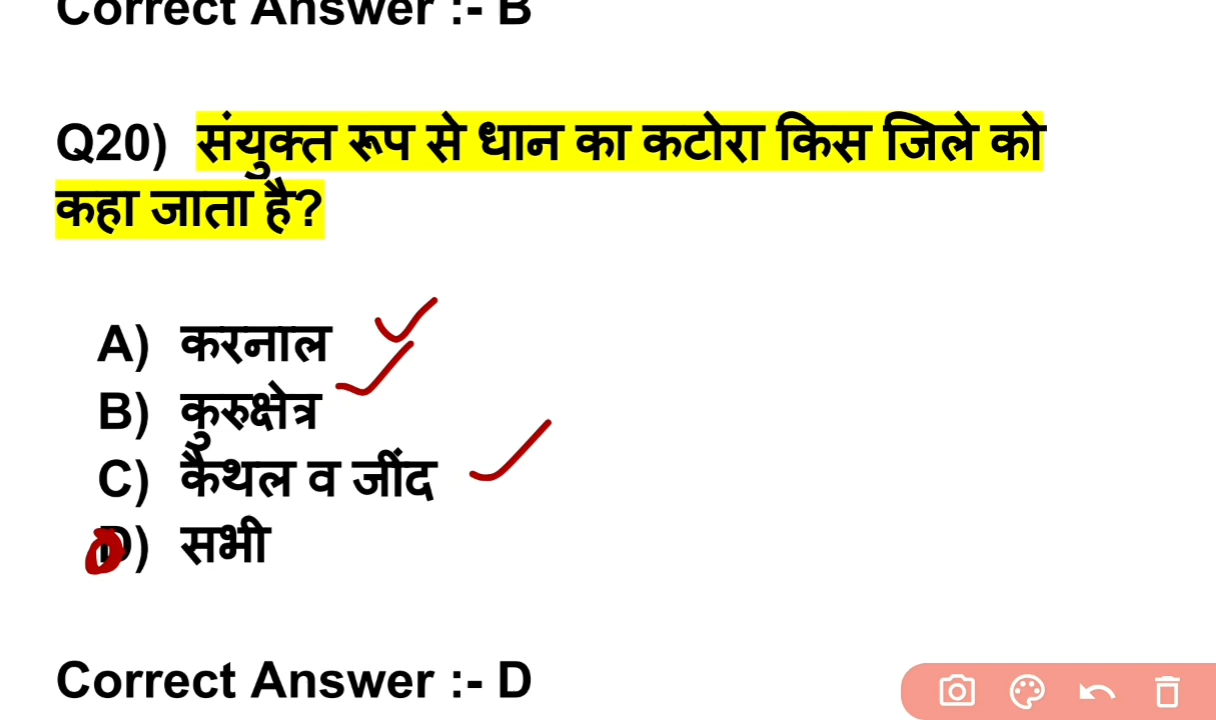 Correct Answer :- B
Q20) संयुक्त रूप से धान का कटोरा किस जिले को
कहा जाता है?
A) करनाल
B) कुरुक्षेत्र
C) कैथल व जींद
D) सभी
Correct Answer :- D